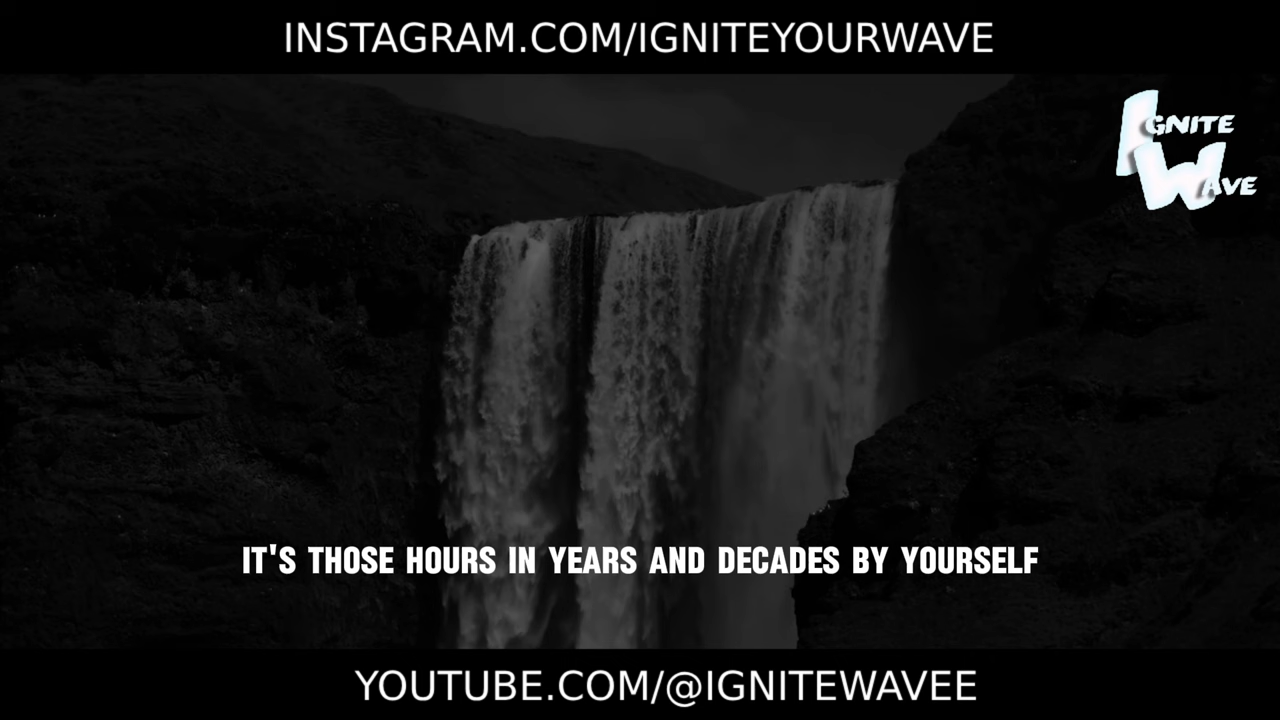 INSTAGRAM.COM/IGNITEYOURWAVE
IGNITE
WAVE
IT'S THOSE HOURS IN YEARS AND DECADES BY YOURSELF
YOUTUBE.COM/@IGNITEWAVEE